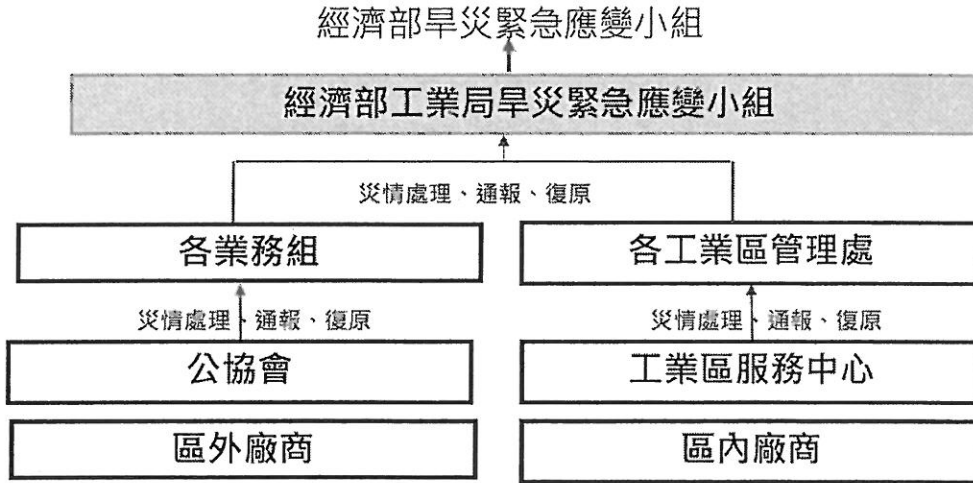 經濟部旱災緊急應變小組
經濟部工業局旱災緊急應變小組
災情處理、通報、復原
各業務組
各工業區管理處
災情處理、通報、復原
災情處理、通報、復原
公協會
工業區服務中心
區外廠商
區內廠商